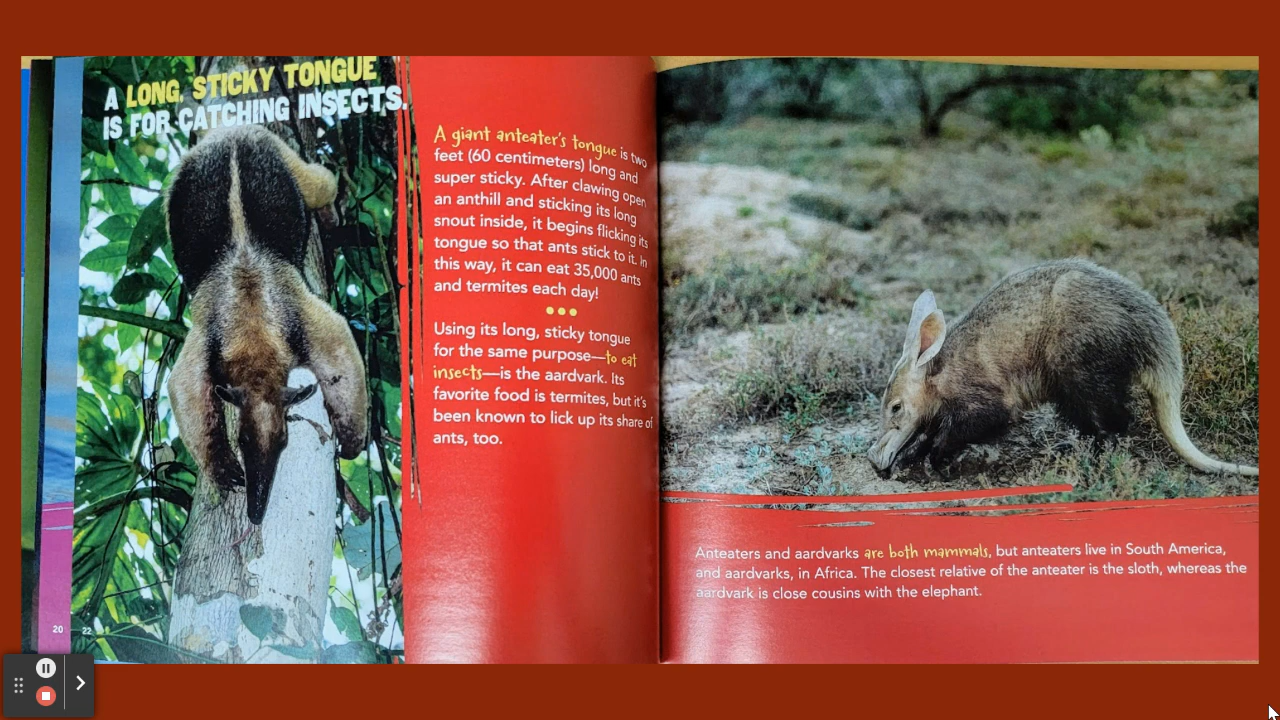 A LONG, STICKY TONGUE
IS FOR CATCHING INSECTS.
A giant anteater's tongue is two
feet (60 centimeters) long and
super sticky. After clawing open
an anthill and sticking its long
snout inside, it begins flicking its
tongue so that ants stick to it. In
this way, it can eat 35,000 ants
and termites each day!
Using its long, sticky tongue
for the same purpose—to eat
insects—is the aardvark. Its
favorite food is termites, but it's
been known to lick up its share of
ants, too.
Anteaters and aardvarks are both mammals, but anteaters live in South America,
and aardvarks, in Africa. The closest relative of the anteater is the sloth, whereas the
aardvark is close cousins with the elephant.
20
22